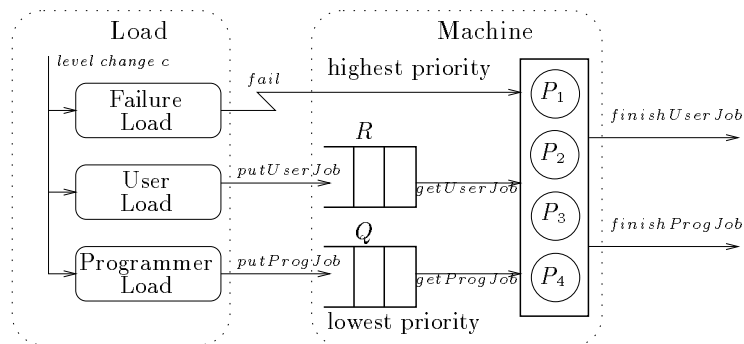 Load
Machine
level change c
fail
highest priority
Failure
Load
P1
finishUserJob
R
User
Load
putUserJob
getUserJob
P2
P3
finishProgJob
Q
Programmer
Load
putProgJob
getProgJob
P4
lowest priority